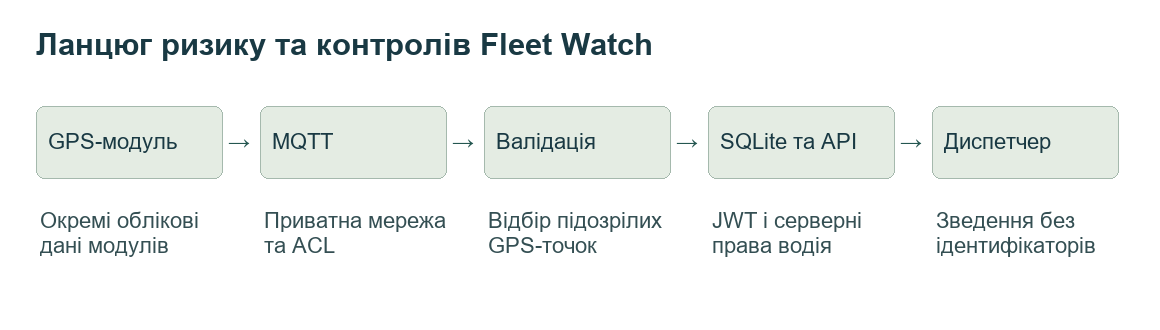 Ланцюг ризику та контролів Fleet Watch
GPS-модуль → MQTT → Валідація → SQLite та API → Диспетчер
Окремі облікові
дані модулів
Приватна мережа
та ACL
Відбір підозрілих
GPS-точок
JWT і серверні
права водія
Зведення без
ідентифікаторів